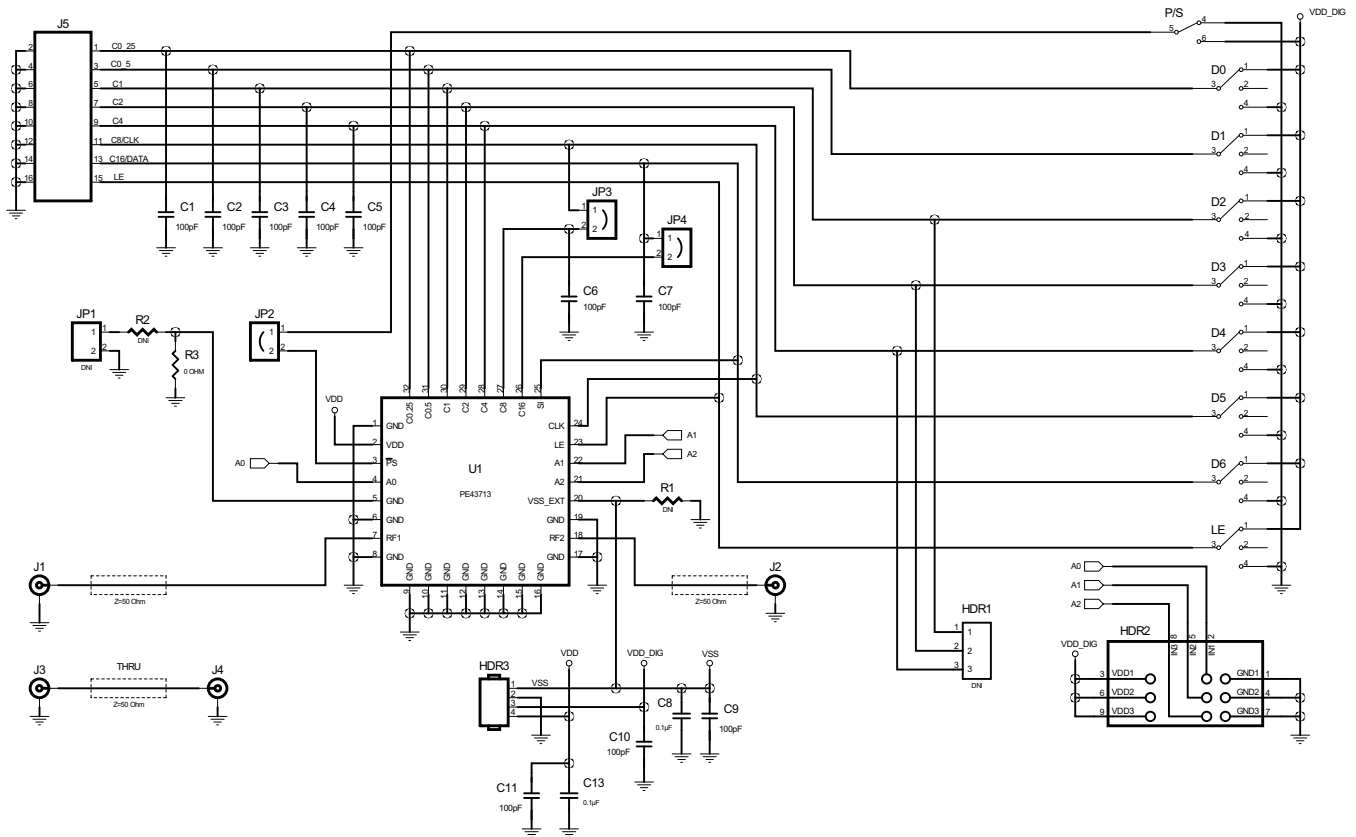 P/S
VDD_DIG
J5
5
4
6
2
1
C0_25
4
3
C0_5
6
5
C1
8
7
C2
10
9
C4
12
11
C8/CLK
14
13
C16/DATA
16
15
LE
D0
3
1
2
4
D1
3
1
2
4
D2
3
1
2
4
D3
3
1
2
4
D4
3
1
2
4
D5
3
1
2
4
D6
3
1
2
4
LE
3
1
2
4
C1
100pF
C2
100pF
C3
100pF
C4
100pF
C5
100pF
JP3
1
2
1
2
JP4
1
2
1
2
C6
100pF
C7
100pF
JP1
1
2
1
2
DNI
R2
DNI
R3
0 OHM
JP2
1
2
1
2
VDD
32
31
30
29
28
27
26
25
C0.25
C0.5
C1
C2
C4
C8
C16
SI
1
GND
2
VDD
3
PS
4
A0
5
GND
6
GND
7
RF1
8
GND
U1
PE43713
CLK
24
LE
23
A1
22
A2
21
VSS_EXT
20
GND
19
RF2
18
GND
17
GND
GND
GND
GND
GND
GND
GND
GND
9
10
11
12
13
14
15
16
A0
A1
A2
R1
DNI
J1
Z=50 Ohm
J2
Z=50 Ohm
J3
THRU
Z=50 Ohm
J4
HDR3
1
2
3
4
VSS
VDD
VDD_DIG
VSS
C8
0.1µF
C9
100pF
C10
100pF
C11
100pF
C13
0.1µF
HDR1
1
2
3
1
2
3
DNI
A0
A1
A2
HDR2
VDD_DIG
8
5
2
IN3
IN2
IN1
3
VDD1
GND1
1
6
VDD2
GND2
4
9
VDD3
GND3
7